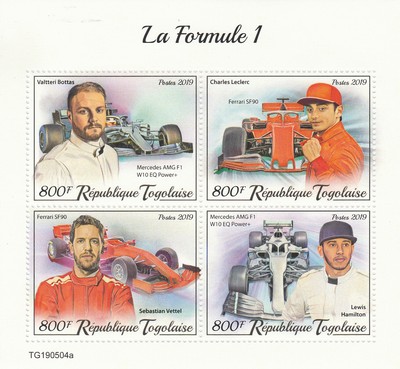 La Formule 1
Valtteri Bottas
Postes 2019
Mercedes AMG F1
W10 EQ Power+
800F République Togolaise
Charles Leclerc
Postes 2019
Ferrari SF90
800F République Togolaise
Ferrari SF90
Postes 2019
Sebastian Vettel
800F République Togolaise
Mercedes AMG F1
W10 EQ Power+
Postes 2019
Lewis
Hamilton
800F République Togolaise
TG190504a